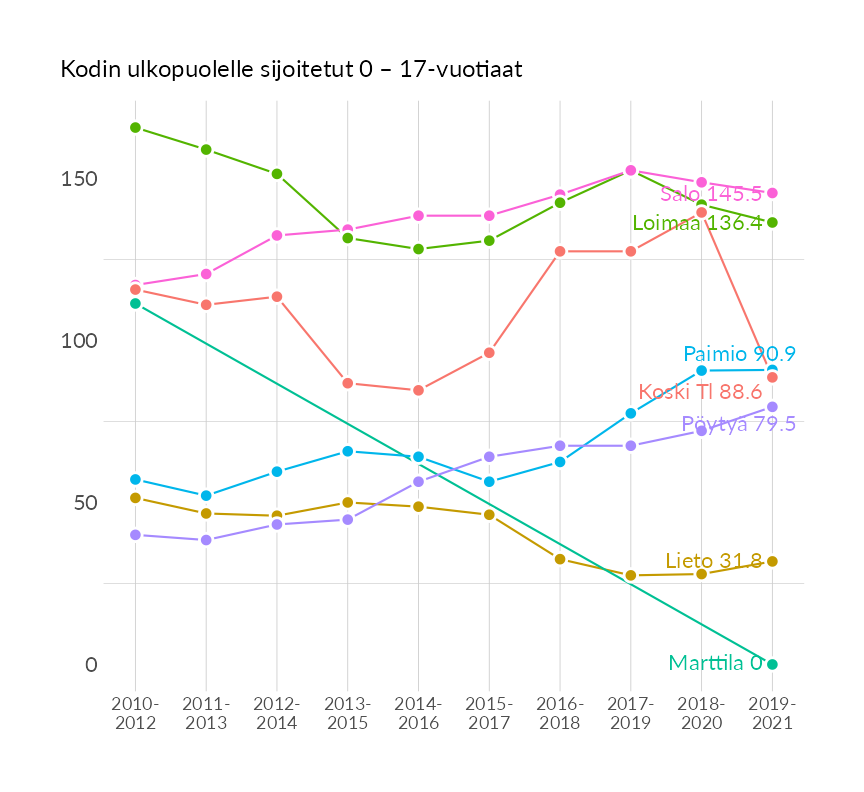 Kodin ulkopuolelle sijoitetut 0 – 17-vuotiaat
150
Salo 145.5
Loimaa 136.4
100
Paimio 90.9
Koski Tl 88.6
Pöytyä 79.5
50
Lieto 31.8
0
Marttila 0
2010- 2011- 2012- 2013- 2014- 2015- 2016- 2017- 2018- 2019-
2012 2013 2014 2015 2016 2017 2018 2019 2020 2021